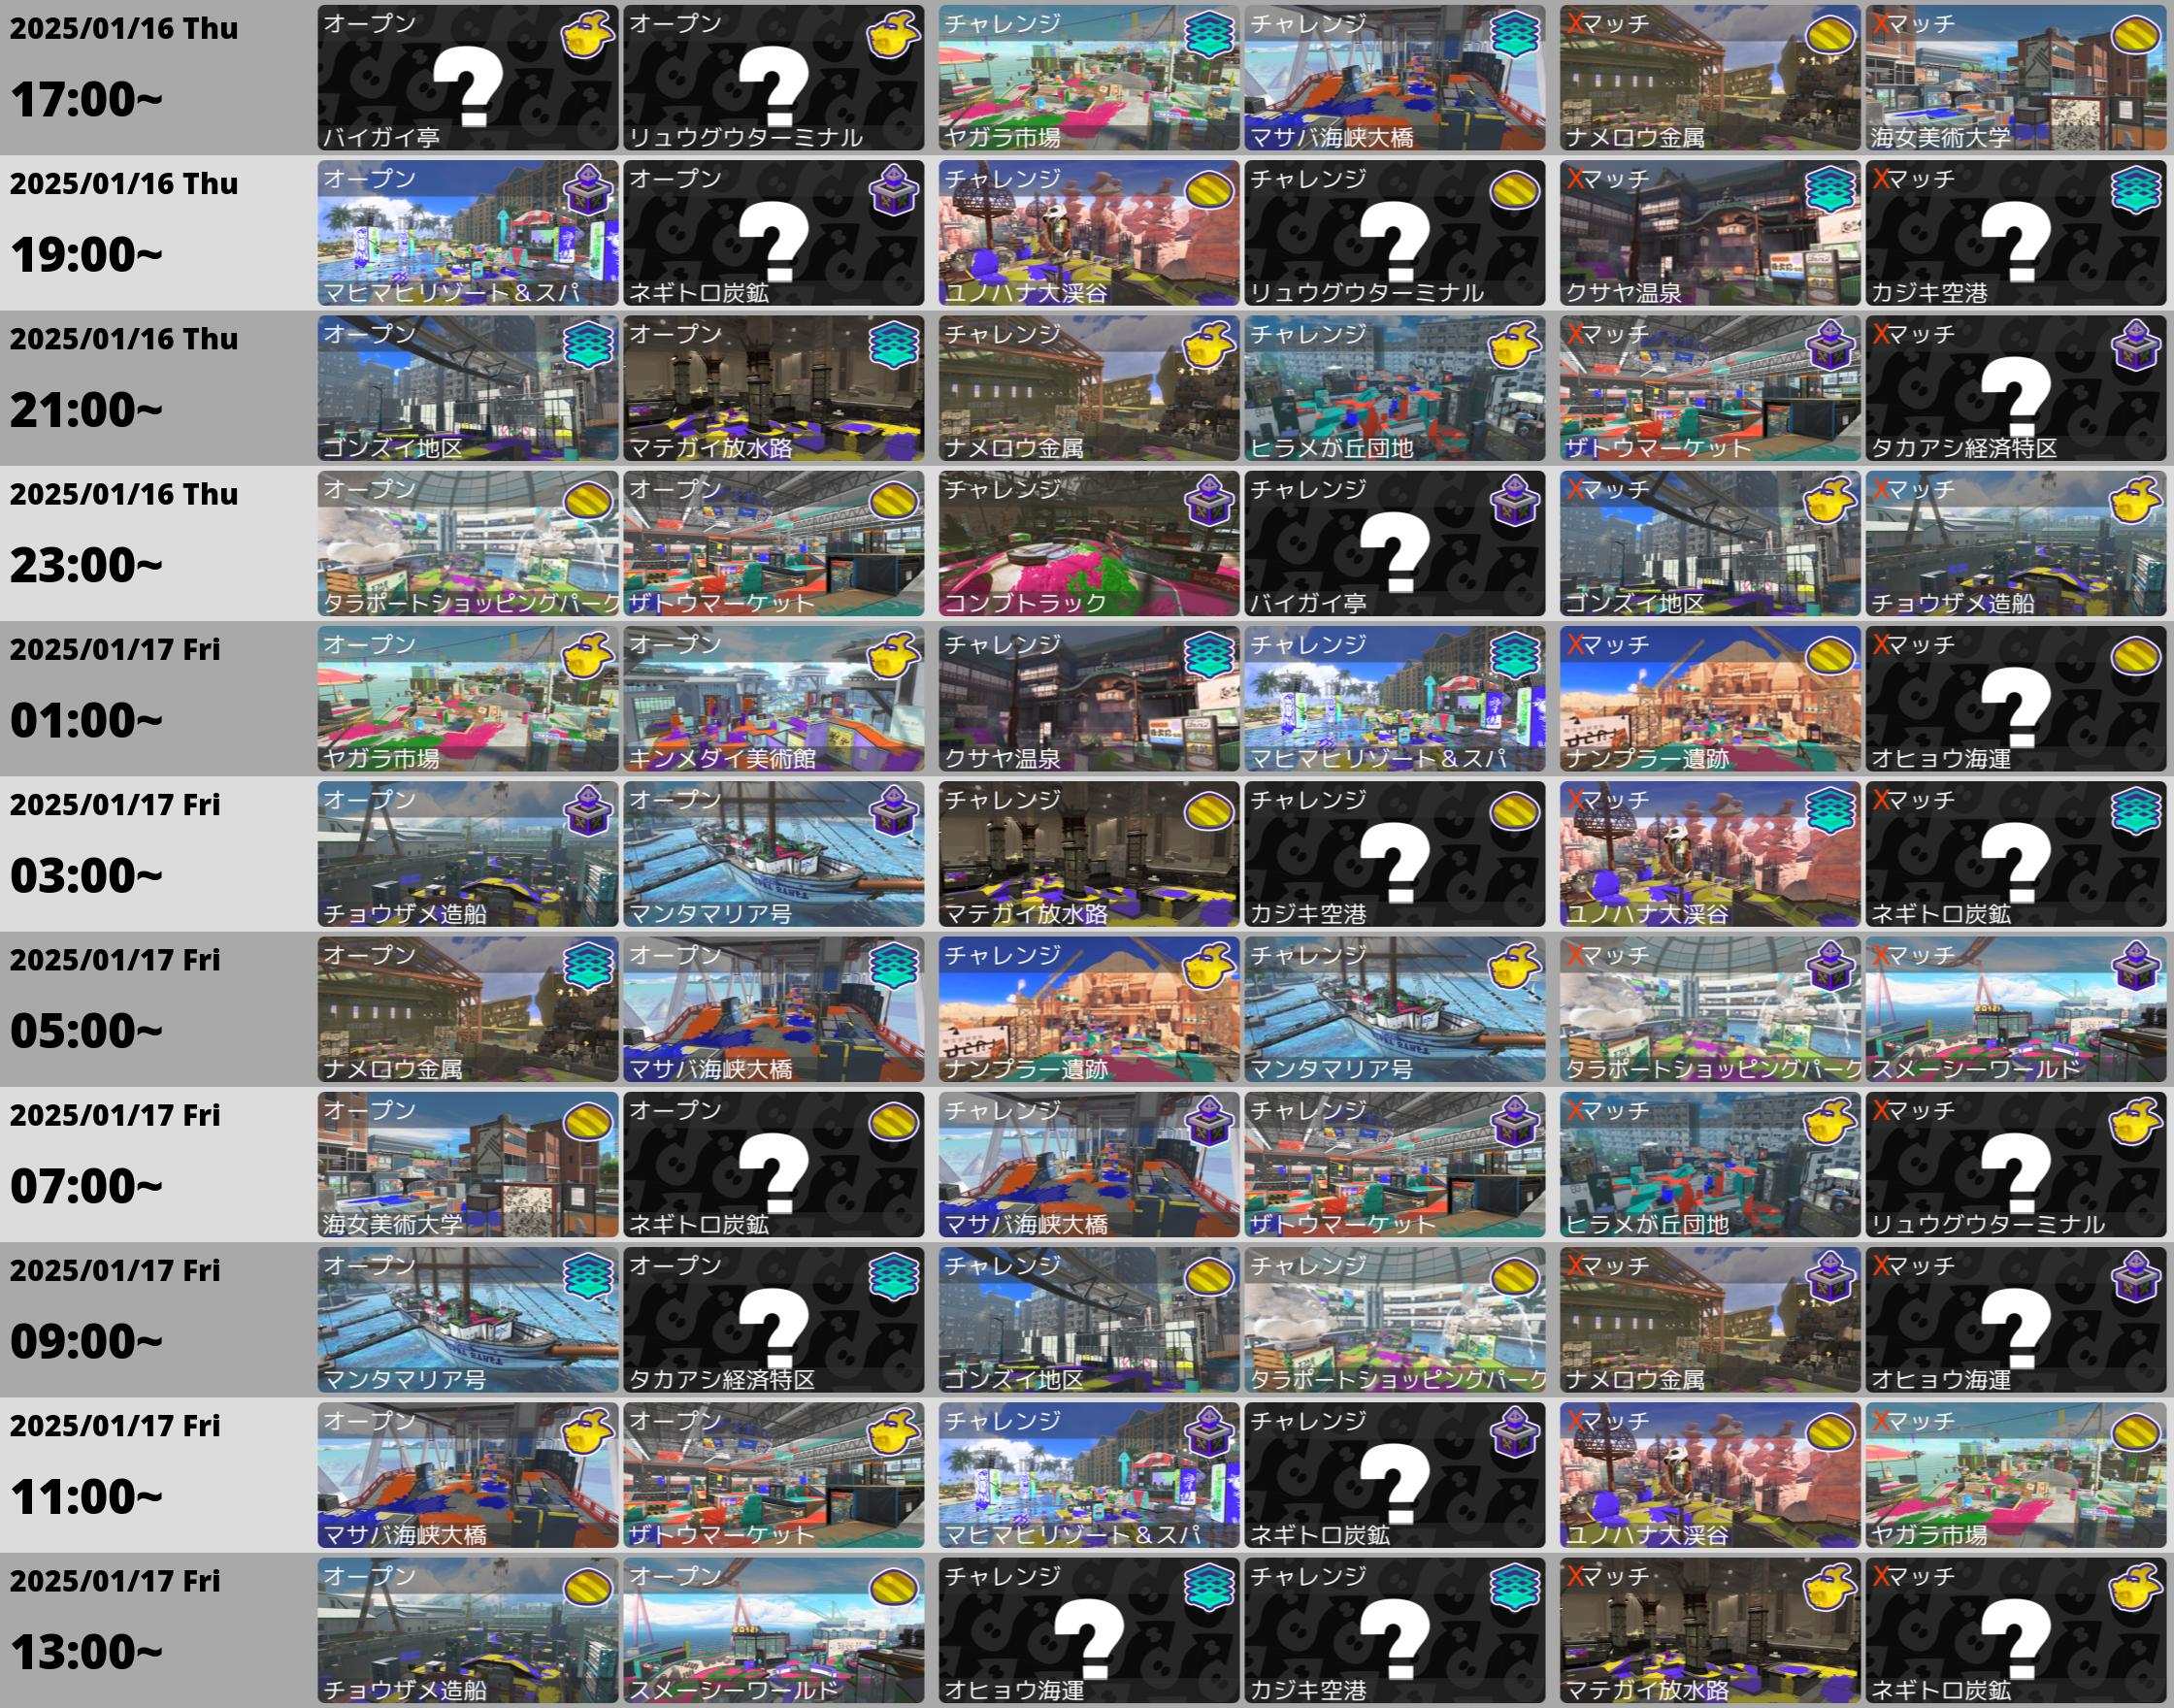 2025/01/16 Thu
17:00~
オープン
バイガイ亭
オープン
リュウグウターミナル
チャレンジ
ヤガラ市場
チャレンジ
マサバ海峡大橋
Xマッチ
ナメロウ金属
Xマッチ
海女美術大学
2025/01/16 Thu
19:00~
オープン
マヒマヒリゾート＆スパ
オープン
ネギトロ炭鉱
チャレンジ
ユノハナ大渓谷
チャレンジ
リュウグウターミナル
Xマッチ
クサヤ温泉
Xマッチ
カジキ空港
2025/01/16 Thu
21:00~
オープン
ゴンズイ地区
オープン
マテガイ放水路
チャレンジ
ナメロウ金属
チャレンジ
ヒラメが丘団地
Xマッチ
ザトウマーケット
Xマッチ
タカアシ経済特区
2025/01/16 Thu
23:00~
オープン
タラポートショッピングパーク
オープン
ザトウマーケット
チャレンジ
コンブトラック
チャレンジ
バイガイ亭
Xマッチ
ゴンズイ地区
Xマッチ
チョウザメ造船
2025/01/17 Fri
01:00~
オープン
ヤガラ市場
オープン
キンメダイ美術館
チャレンジ
クサヤ温泉
チャレンジ
マヒマヒリゾート＆スパ
Xマッチ
ナンプラー遺跡
Xマッチ
オヒョウ海運
2025/01/17 Fri
03:00~
オープン
チョウザメ造船
オープン
マンタマリア号
チャレンジ
マテガイ放水路
チャレンジ
カジキ空港
Xマッチ
ユノハナ大渓谷
Xマッチ
ネギトロ炭鉱
2025/01/17 Fri
05:00~
オープン
ナメロウ金属
オープン
マサバ海峡大橋
チャレンジ
ナンプラー遺跡
チャレンジ
マンタマリア号
Xマッチ
タラポートショッピングパーク
Xマッチ
スメーシーワールド
2025/01/17 Fri
07:00~
オープン
海女美術大学
オープン
ネギトロ炭鉱
チャレンジ
マサバ海峡大橋
チャレンジ
ザトウマーケット
Xマッチ
ヒラメが丘団地
Xマッチ
リュウグウターミナル
2025/01/17 Fri
09:00~
オープン
マンタマリア号
オープン
タカアシ経済特区
チャレンジ
ゴンズイ地区
チャレンジ
タラポートショッピングパーク
Xマッチ
ナメロウ金属
Xマッチ
オヒョウ海運
2025/01/17 Fri
11:00~
オープン
マサバ海峡大橋
オープン
ザトウマーケット
チャレンジ
マヒマヒリゾート＆スパ
チャレンジ
ネギトロ炭鉱
Xマッチ
ユノハナ大渓谷
Xマッチ
ヤガラ市場
2025/01/17 Fri
13:00~
オープン
チョウザメ造船
オープン
スメーシーワールド
チャレンジ
オヒョウ海運
チャレンジ
カジキ空港
Xマッチ
マテガイ放水路
Xマッチ
ネギトロ炭鉱